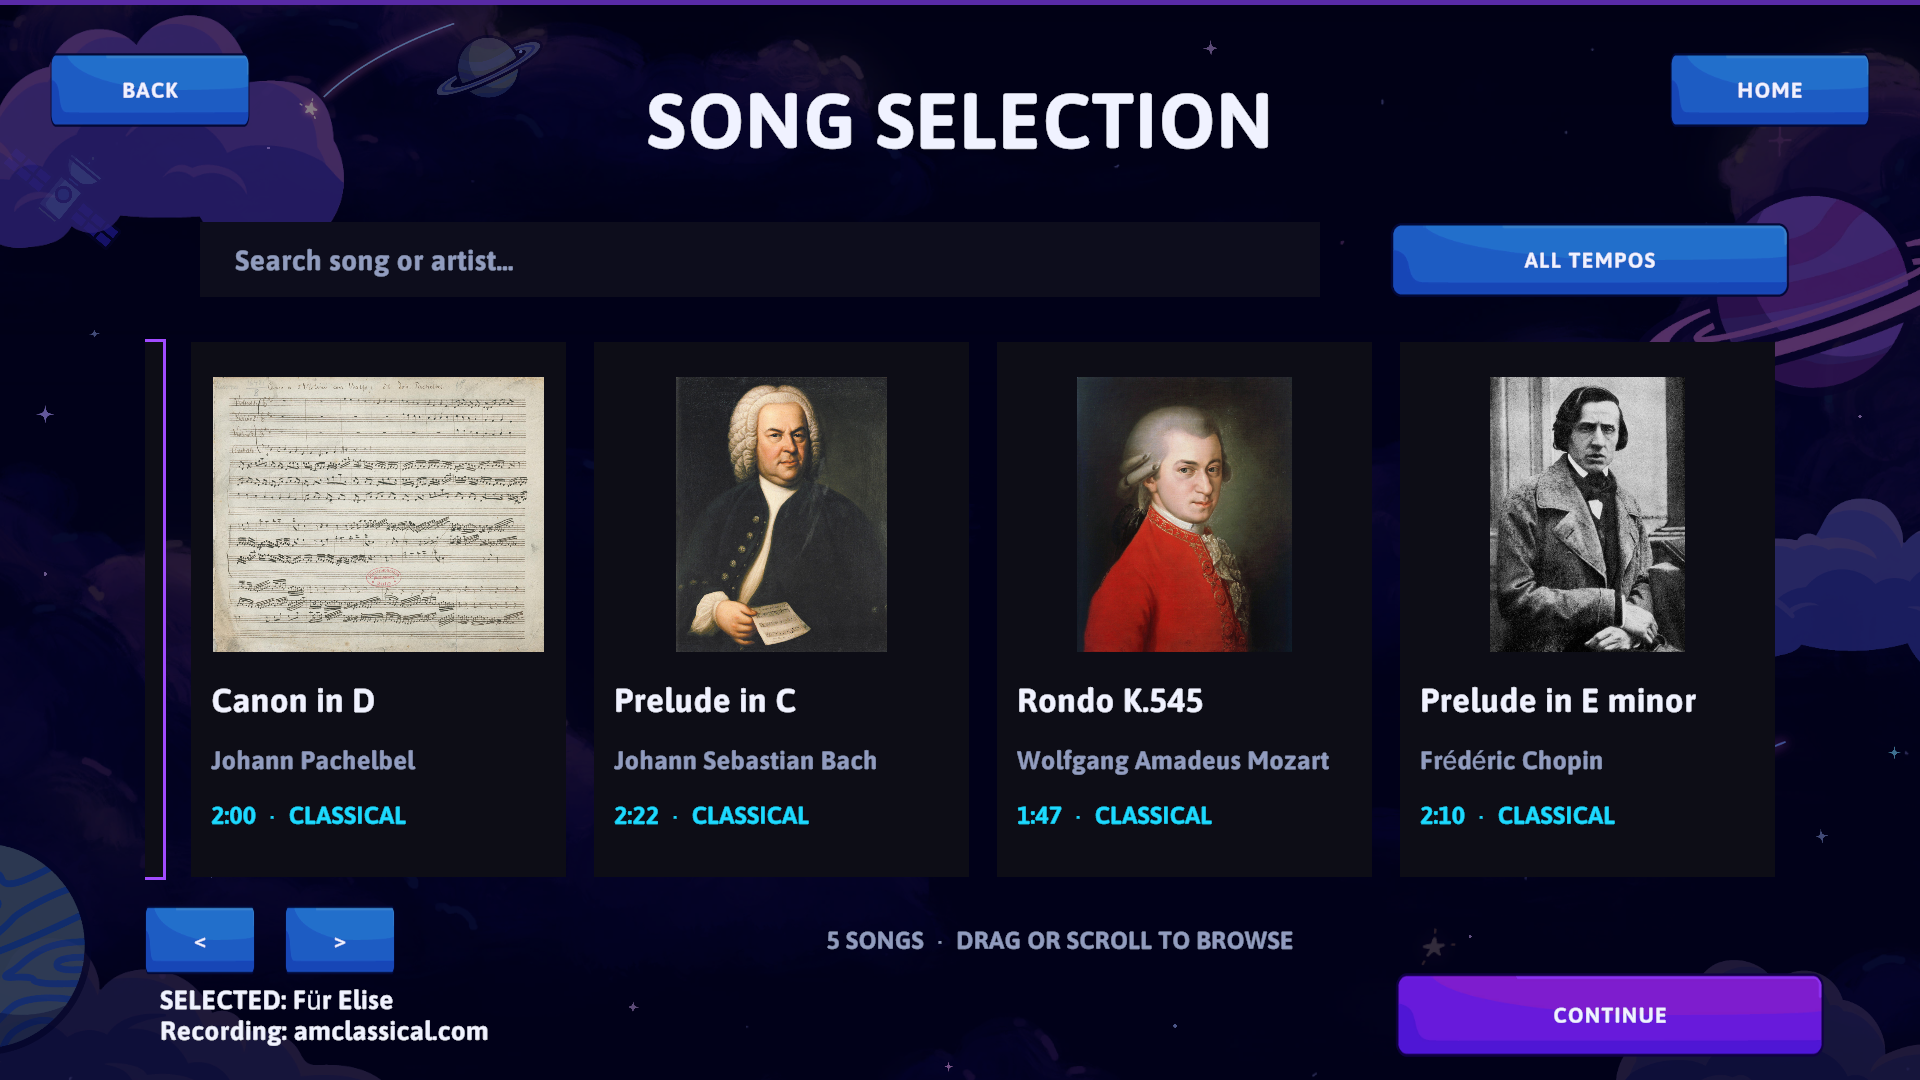 BACK
HOME
SONG SELECTION
Search song or artist...
ALL TEMPOS
Canon in D
Johann Pachelbel
2:00 · CLASSICAL
Prelude in C
Johann Sebastian Bach
2:22 · CLASSICAL
Rondo K.545
Wolfgang Amadeus Mozart
1:47 · CLASSICAL
Prelude in E minor
Frédéric Chopin
2:10 · CLASSICAL
<
>
5 SONGS · DRAG OR SCROLL TO BROWSE
SELECTED: Für Elise
Recording: amclassical.com
CONTINUE